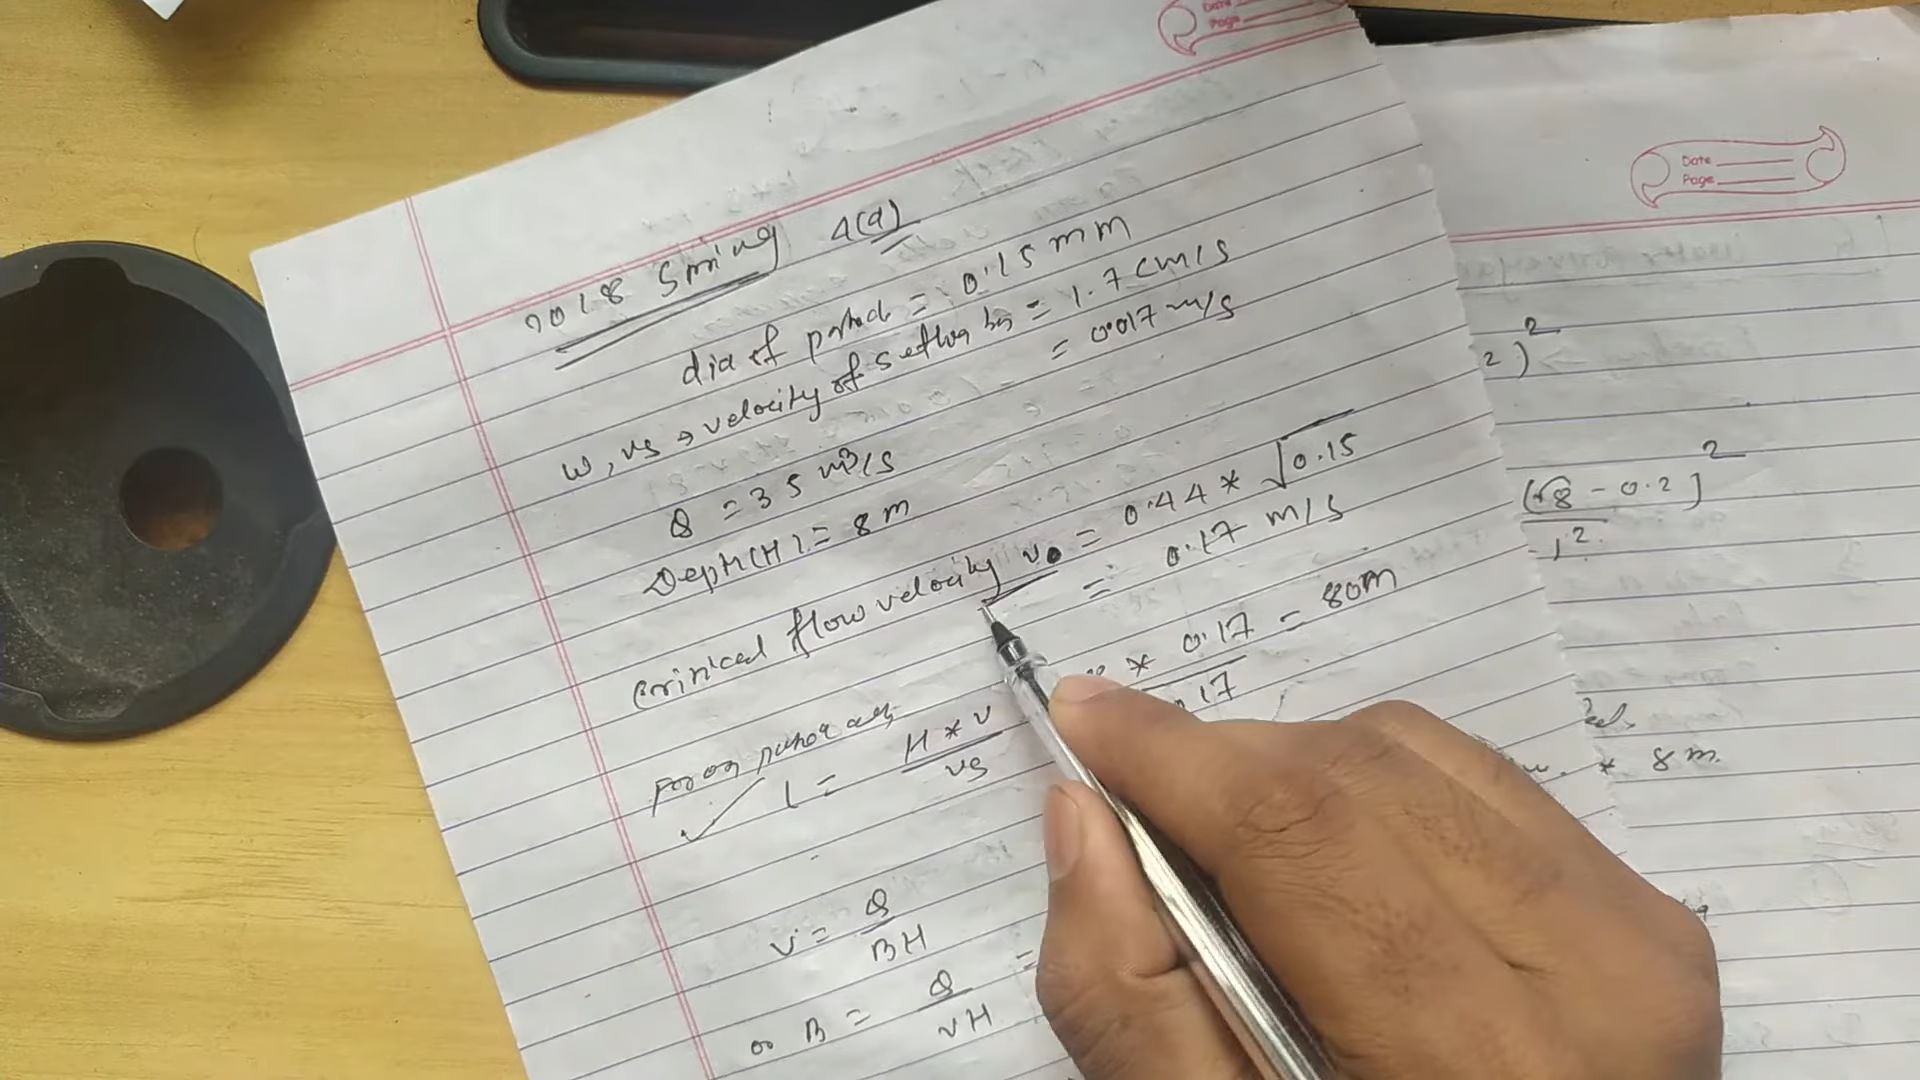 Date
Page
2018 Spring 4(a)
dia of particle = 0.15 mm
w, vs → velocity of settling = 1.7 cm/s
= 0.017 m/s
Q = 35 m³/s
Depth(H) = 8 m
critical flow velocity v = 0.44 * √0.15
= 0.17 m/s
* 0.17 = 80m
17
L = H * v / vs
v = Q / BH
or B = Q / vH =
Date
Page
2 )²
(√8 - 0.2)²
* 8 m.